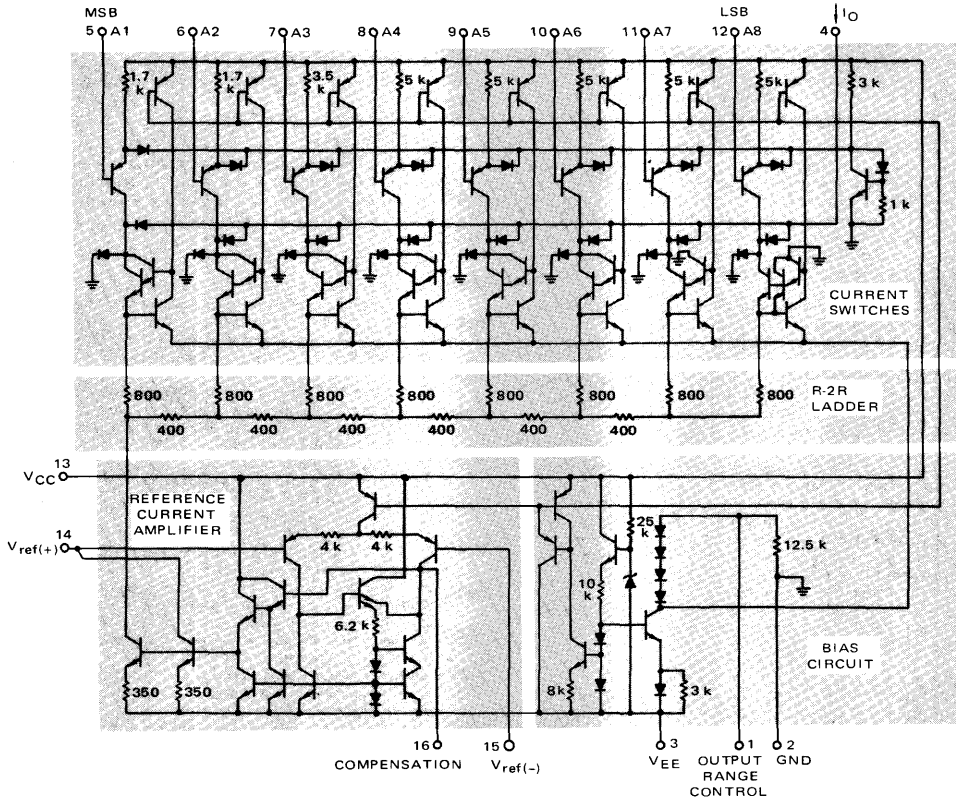 MSB LSB IO
5 A1 6 A2 7 A3 8 A4 9 A5 10 A6 11 A7 12 A8 4
1.7 k 1.7 k 3.5 k 5 k 5 k 5 k 5 k 5 k 3 k
1 k
CURRENT
SWITCHES
800 800 800 800 800 800 800 800
R-2R
LADDER
400 400 400 400 400 400 400
13
VCC
REFERENCE
CURRENT
AMPLIFIER
14
Vref(+)
4 k 4 k
25 k
12.5 k
10 k
6.2 k
BIAS
CIRCUIT
350 350
8k
3 k
16
COMPENSATION
15
Vref(-)
3
VEE
1
OUTPUT
RANGE
CONTROL
2
GND